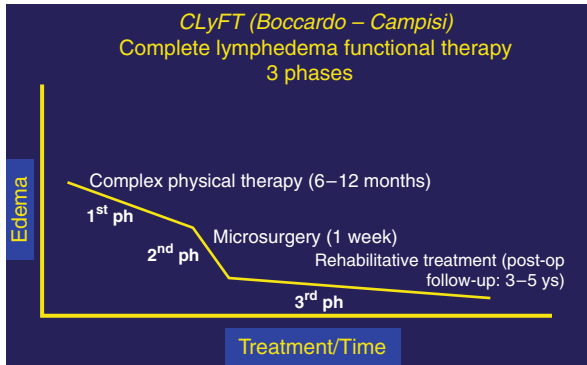 CLyFT (Boccardo – Campisi)
Complete lymphedema functional therapy
3 phases
Edema
Complex physical therapy (6–12 months)
1st ph
Microsurgery (1 week)
2nd ph
Rehabilitative treatment (post-op
follow-up: 3–5 ys)
3rd ph
Treatment/Time